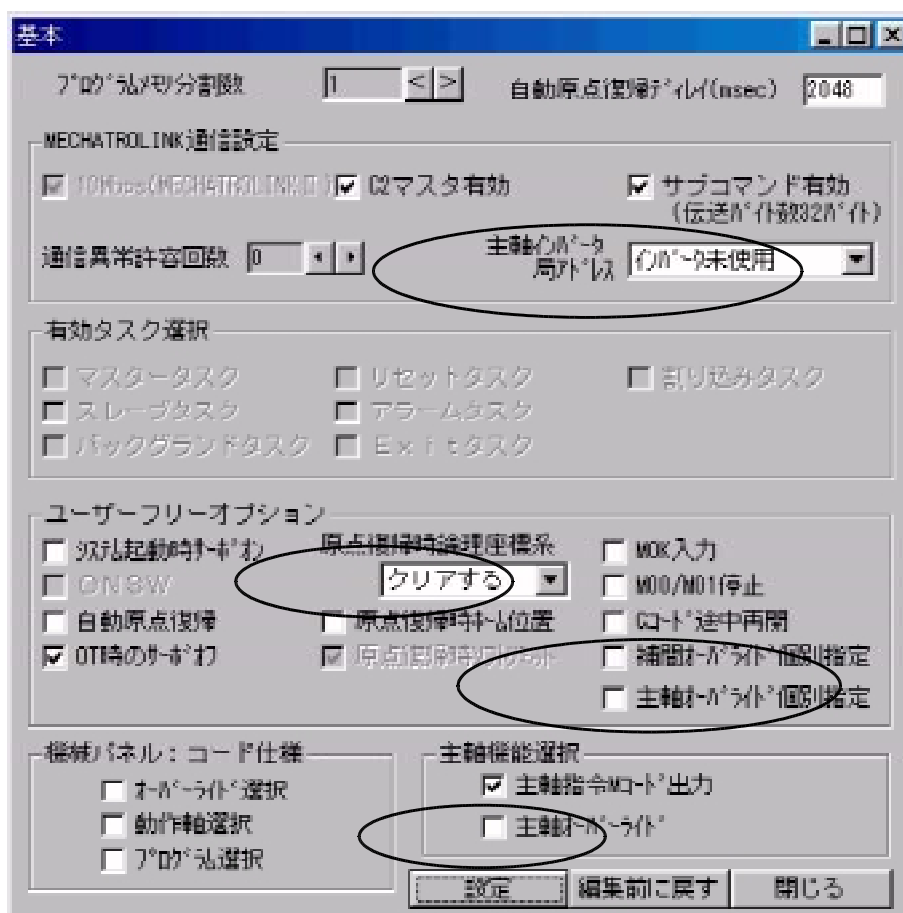 基本
ﾌﾟﾛｸﾞﾗﾑﾒﾓﾘ分割数 1 < >
自動原点復帰ﾃﾞｨﾚｲ(msec) 2048
MECHATROLINK通信設定
10Mbps(MECHATROLINKⅡ)
C2マスタ有効
サブコマンド有効
(伝送ﾊﾞｲﾄ数32ﾊﾞｲﾄ)
通信異常許容回数 0
主軸ｲﾝﾊﾞｰﾀ
局ｱﾄﾞﾚｽ
ｲﾝﾊﾞｰﾀ未使用
有効タスク選択
マスタータスク
リセットタスク
割り込みタスク
スレーブタスク
アラームタスク
バックグランドタスク
Exitタスク
ユーザーフリーオプション
ｼｽﾃﾑ起動時ｻｰﾎﾞｵﾝ
原点復帰時論理座標系
MOK入力
ONSW
クリアする
M00/M01停止
自動原点復帰
原点復帰時ﾎｰﾑ位置
Gｺｰﾄﾞ途中再開
OT時のｻｰﾎﾞｵﾌ
補間ｵｰﾊﾞﾗｲﾄﾞ個別指定
主軸ｵｰﾊﾞﾗｲﾄﾞ個別指定
機械パネル：コード仕様
ｵｰﾊﾞｰﾗｲﾄﾞ選択
動作軸選択
ﾌﾟﾛｸﾞﾗﾑ選択
主軸機能選択
主軸指令Mｺｰﾄﾞ出力
主軸ｵｰﾊﾞｰﾗｲﾄﾞ
設定 編集前に戻す 閉じる